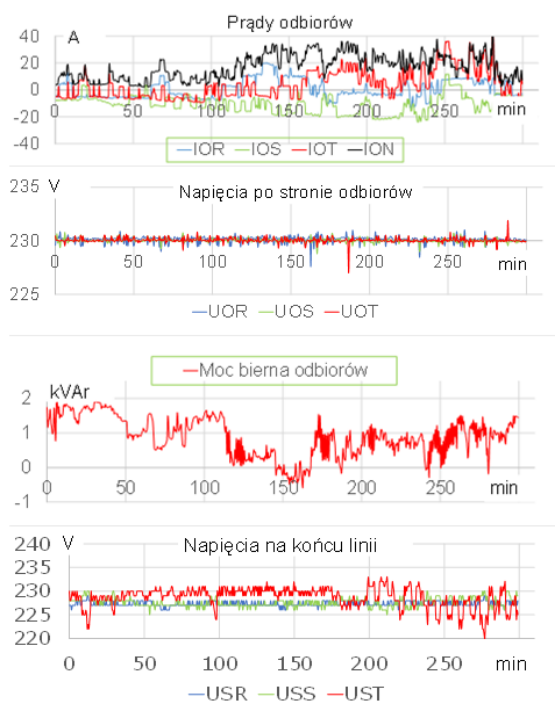 Prądy odbiorów
A
40
20
0
-20
-40
50 100 150 200 250 min
IOR IOS IOT ION
Napięcia po stronie odbiorów
V
235
230
225
50 100 150 200 250 min
UOR UOS UOT
Moc bierna odbiorów
kVAr
2
1
0
-1
0 50 100 150 200 250 min
Napięcia na końcu linii
V
240
235
230
225
220
0 50 100 150 200 250 min
USR USS UST